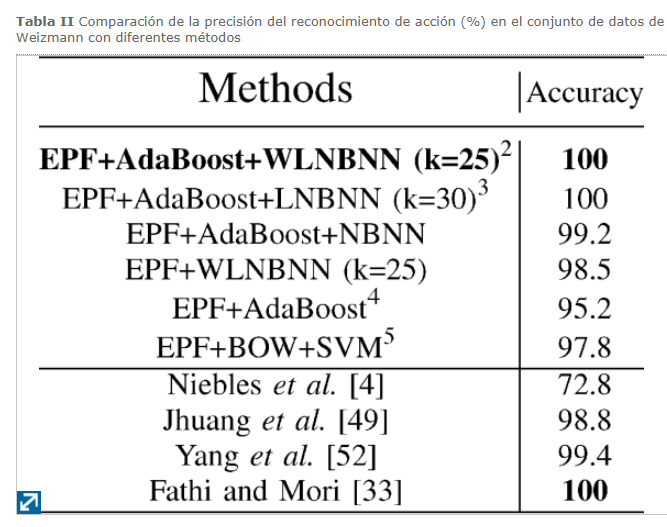 Tabla II Comparación de la precisión del reconocimiento de acción (%) en el conjunto de datos de
Weizmann con diferentes métodos
Methods Accuracy
EPF+AdaBoost+WLNBNN (k=25)² 100
EPF+AdaBoost+LNBNN (k=30)³ 100
EPF+AdaBoost+NBNN 99.2
EPF+WLNBNN (k=25) 98.5
EPF+AdaBoost⁴ 95.2
EPF+BOW+SVM⁵ 97.8
Niebles et al. [4] 72.8
Jhuang et al. [49] 98.8
Yang et al. [52] 99.4
Fathi and Mori [33] 100